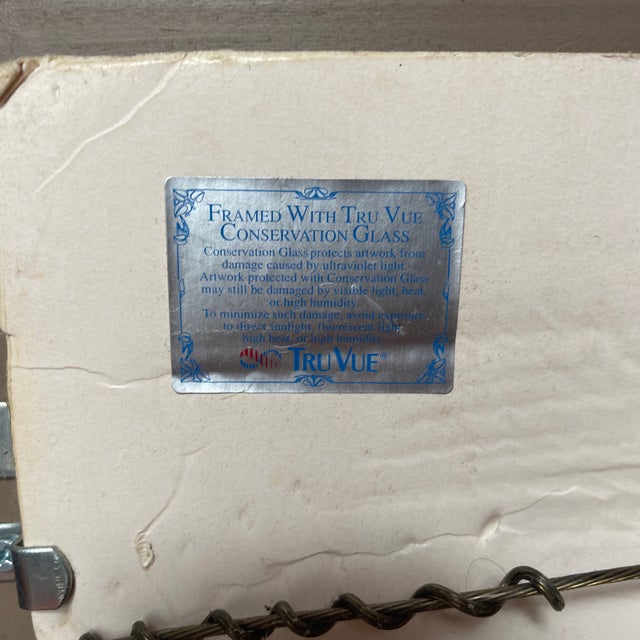 FRAMED WITH TRU VUE
CONSERVATION GLASS
Conservation Glass protects artwork from
damage caused by ultraviolet light.
Artwork protected with Conservation Glass
may still be damaged by visible light, heat
or high humidity.
To minimize such damage, avoid exposure
to direct sunlight, fluorescent light,
high heat, or high humidity.
TRU VUE®